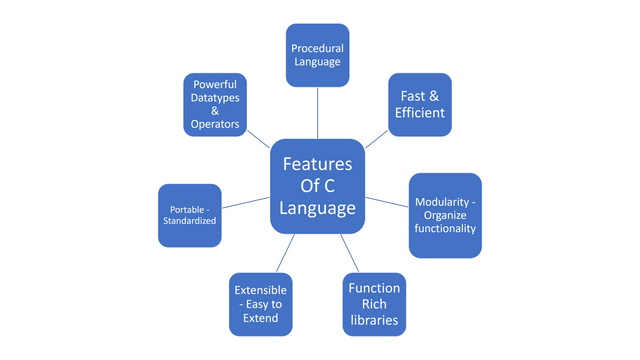 Procedural
Language
Powerful
Datatypes
&
Operators
Fast &
Efficient
Features
Of C
Language
Portable -
Standardized
Modularity -
Organize
functionality
Extensible
- Easy to
Extend
Function
Rich
libraries